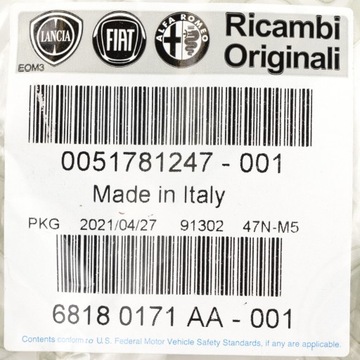 LANCIA
FIAT
ALFA ROMEO
Ricambi
Originali
EOM3
0051781247 - 001
Made in Italy
PKG 2021/04/27 91302 47N-M5
6818 0171 AA - 001
Contents conform to U.S. Federal Motor Vehicle Safety Standards, if any are applicable.